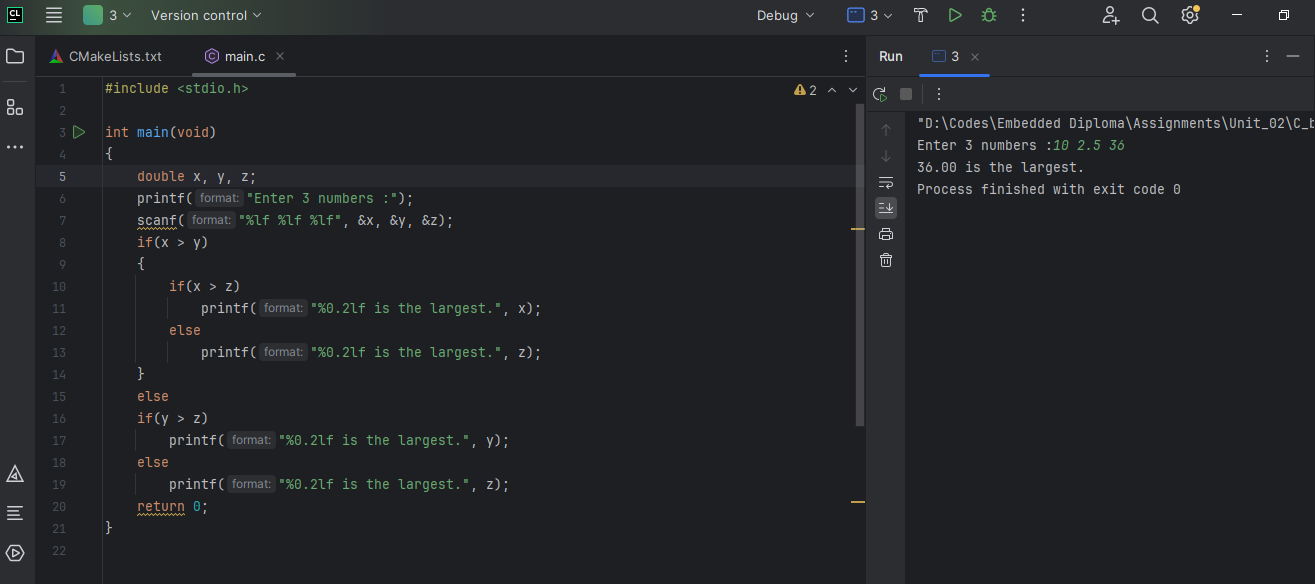 CL 3 Version control Debug 3
CMakeLists.txt C main.c
2
1 #include <stdio.h>
2
3 int main(void)
4 {
5 double x, y, z;
6 printf( format: "Enter 3 numbers :");
7 scanf( format: "%lf %lf %lf", &x, &y, &z);
8 if(x > y)
9 {
10 if(x > z)
11 printf( format: "%0.2lf is the largest.", x);
12 else
13 printf( format: "%0.2lf is the largest.", z);
14 }
15 else
16 if(y > z)
17 printf( format: "%0.2lf is the largest.", y);
18 else
19 printf( format: "%0.2lf is the largest.", z);
20 return 0;
21 }
22
Run 3
"D:\Codes\Embedded Diploma\Assignments\Unit_02\C_b
Enter 3 numbers :10 2.5 36
36.00 is the largest.
Process finished with exit code 0